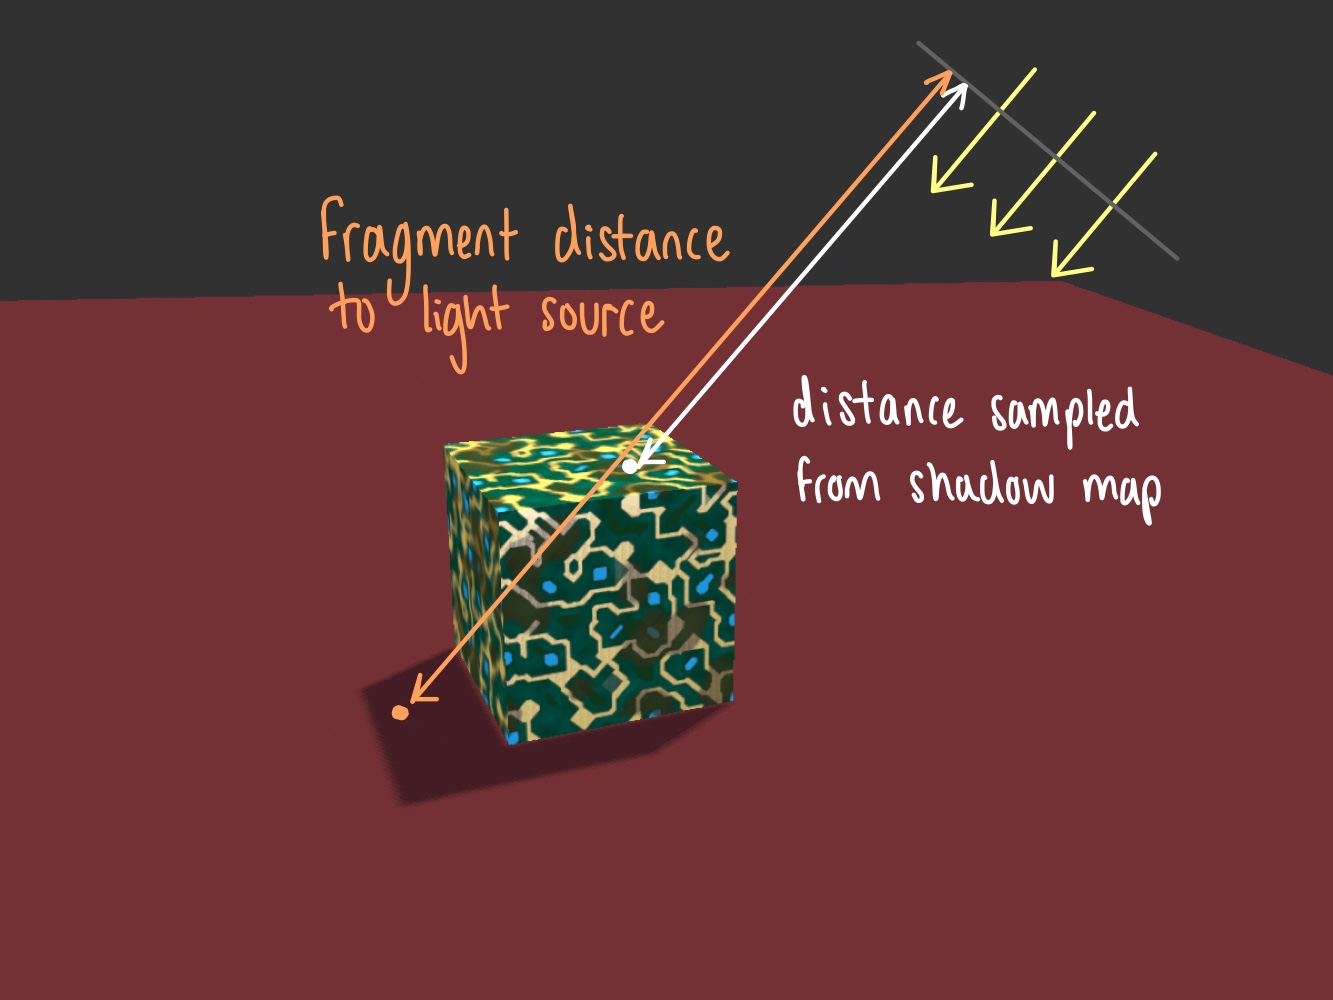 fragment distance
to light source
distance sampled
from shadow map